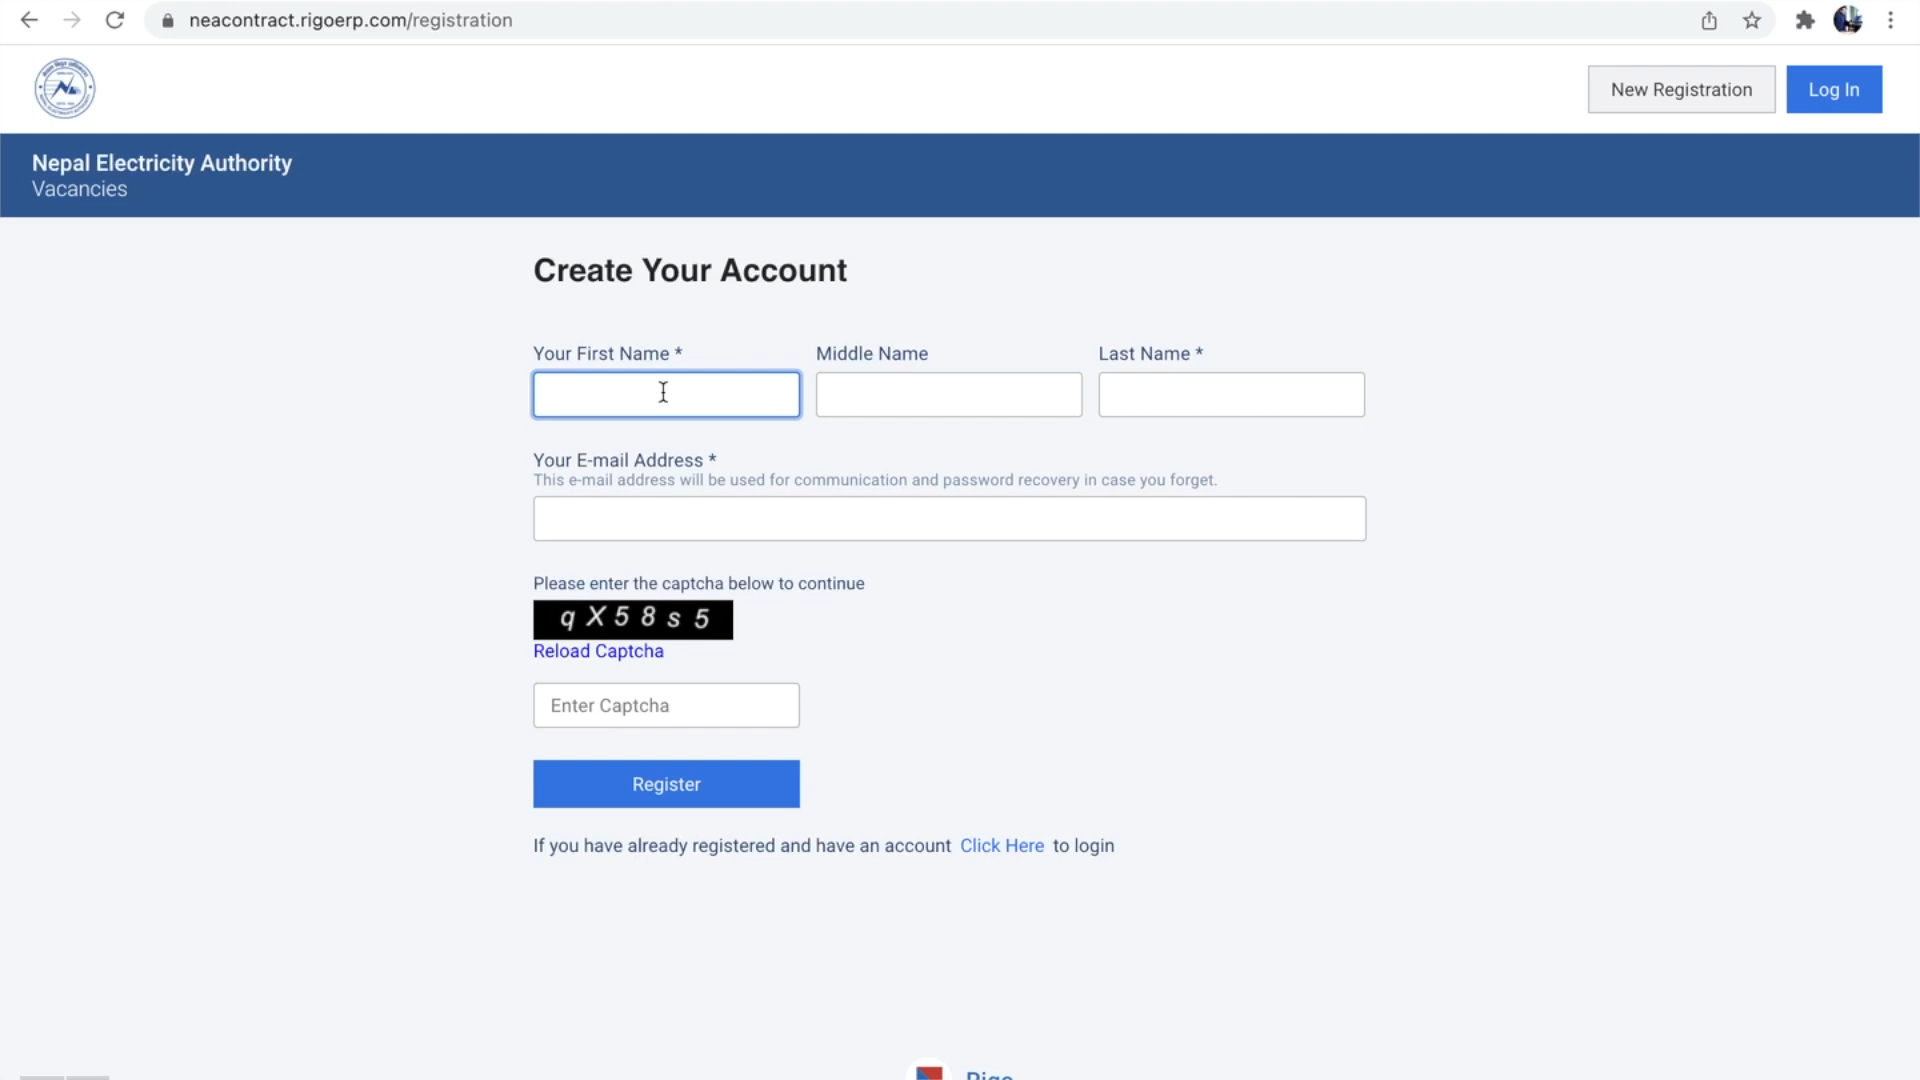 neacontract.rigoerp.com/registration
New Registration
Log In
Nepal Electricity Authority
Vacancies
Create Your Account
Your First Name *
Middle Name
Last Name *
Your E-mail Address *
This e-mail address will be used for communication and password recovery in case you forget.
Please enter the captcha below to continue
q X 5 8 s 5
Reload Captcha
Enter Captcha
Register
If you have already registered and have an account Click Here to login